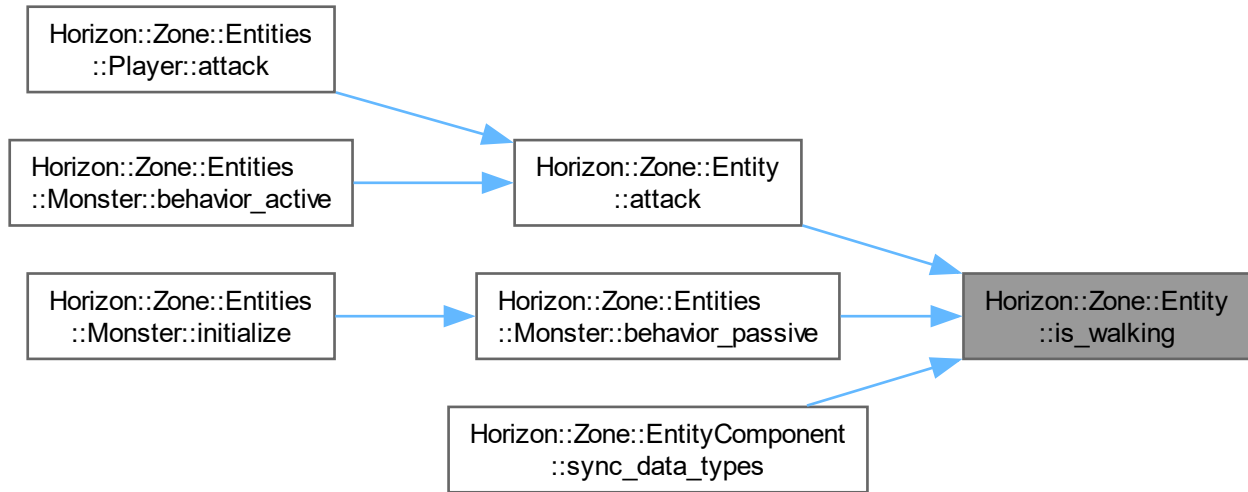 Horizon::Zone::Entities
::Player::attack
Horizon::Zone::Entities
::Monster::behavior_active
Horizon::Zone::Entity
::attack
Horizon::Zone::Entities
::Monster::initialize
Horizon::Zone::Entities
::Monster::behavior_passive
Horizon::Zone::Entity
::is_walking
Horizon::Zone::EntityComponent
::sync_data_types